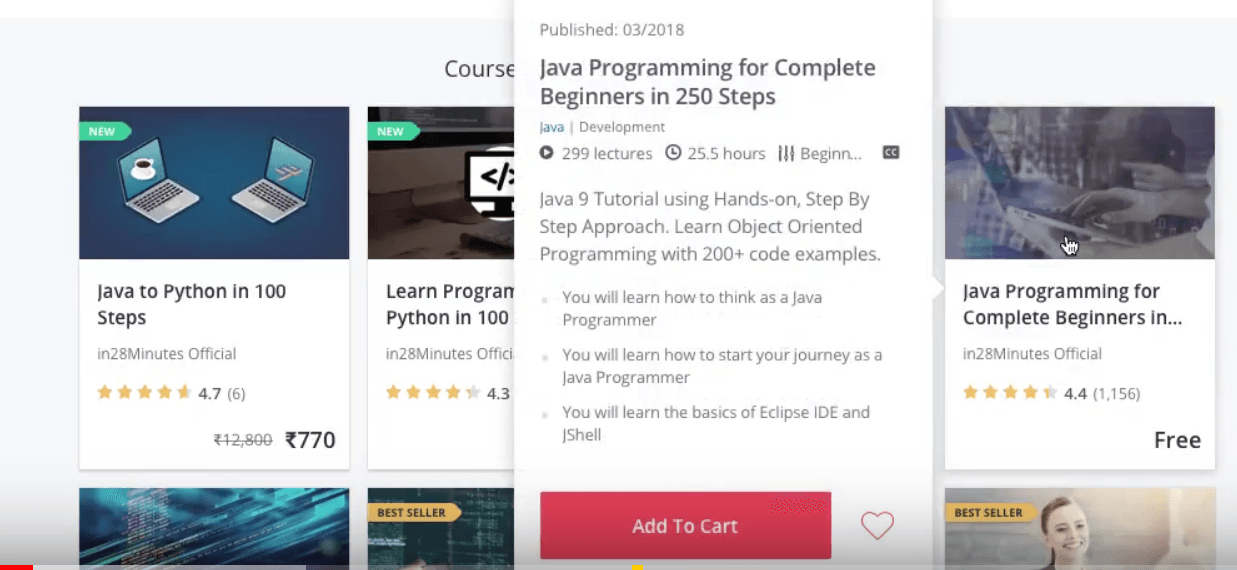 Course
NEW
Java to Python in 100
Steps
in28Minutes Official
4.7 (6)
₹12,800 ₹770
NEW
</>
Learn Program
Python in 100
in28Minutes Offici
4.3
Published: 03/2018
Java Programming for Complete
Beginners in 250 Steps
Java | Development
299 lectures 25.5 hours Beginn... CC
Java 9 Tutorial using Hands-on, Step By
Step Approach. Learn Object Oriented
Programming with 200+ code examples.
You will learn how to think as a Java
Programmer
You will learn how to start your journey as a
Java Programmer
You will learn the basics of Eclipse IDE and
JShell
Add To Cart
Java Programming for
Complete Beginners in...
in28Minutes Official
4.4 (1,156)
Free
BEST SELLER
BEST SELLER